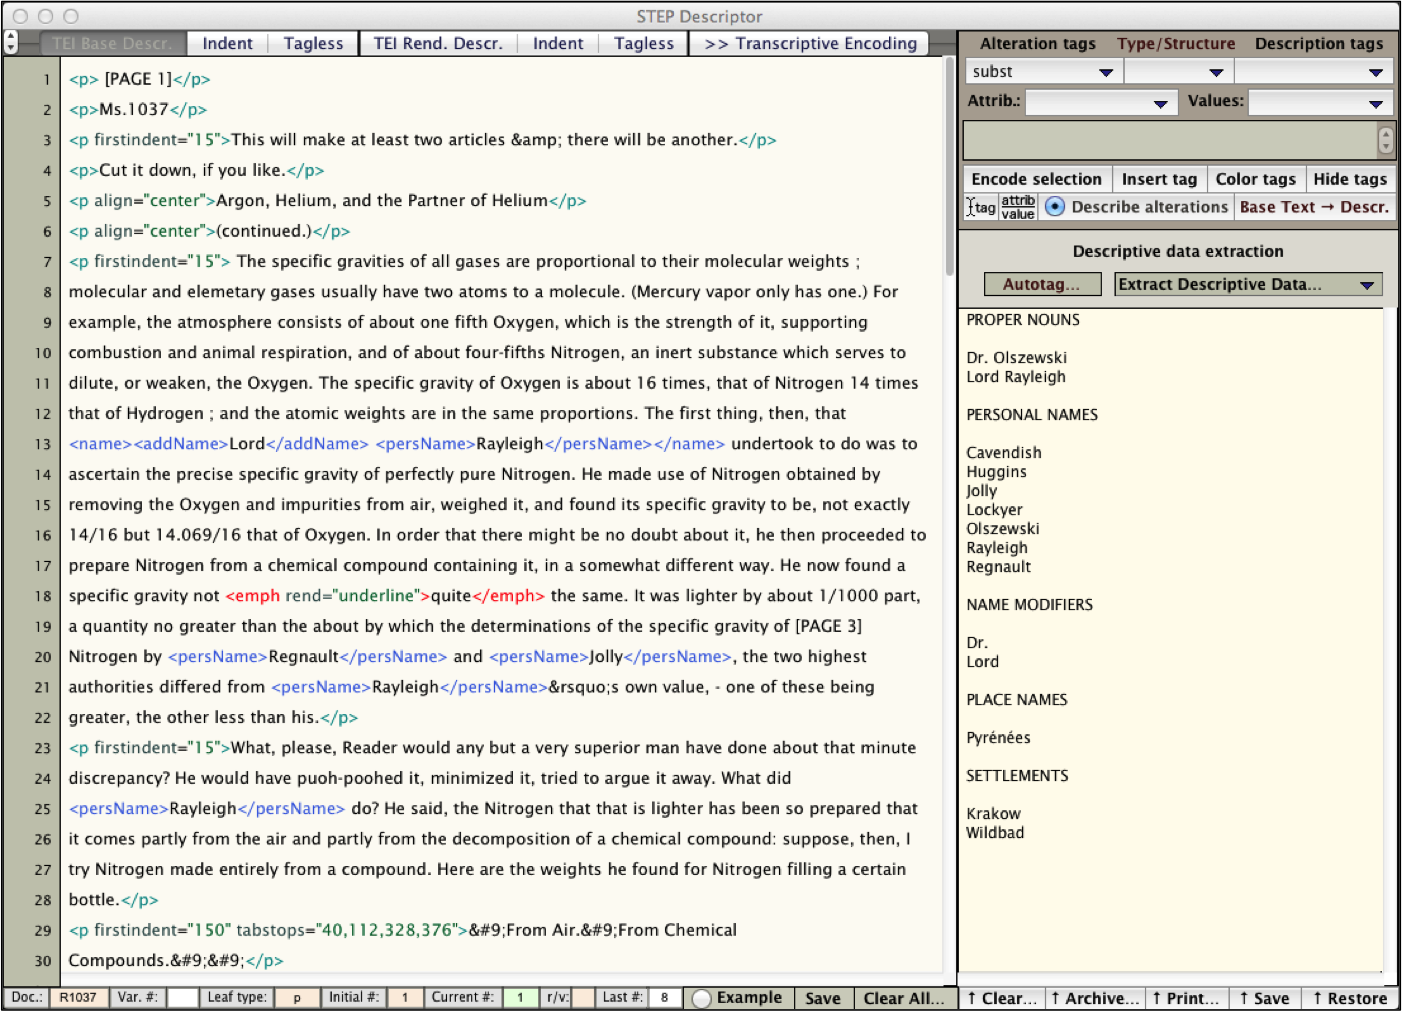 STEP Descriptor
TEI Base Descr. Indent Tagless TEI Rend. Descr. Indent Tagless >> Transcriptive Encoding
1 <p> [PAGE 1]</p>
2 <p>Ms.1037</p>
3 <p firstindent="15">This will make at least two articles &amp; there will be another.</p>
4 <p>Cut it down, if you like.</p>
5 <p align="center">Argon, Helium, and the Partner of Helium</p>
6 <p align="center">(continued.)</p>
7 <p firstindent="15"> The specific gravities of all gases are proportional to their molecular weights ;
8 molecular and elemetary gases usually have two atoms to a molecule. (Mercury vapor only has one.) For
9 example, the atmosphere consists of about one fifth Oxygen, which is the strength of it, supporting
10 combustion and animal respiration, and of about four-fifths Nitrogen, an inert substance which serves to
11 dilute, or weaken, the Oxygen. The specific gravity of Oxygen is about 16 times, that of Nitrogen 14 times
12 that of Hydrogen ; and the atomic weights are in the same proportions. The first thing, then, that
13 <name><addName>Lord</addName> <persName>Rayleigh</persName></name> undertook to do was to
14 ascertain the precise specific gravity of perfectly pure Nitrogen. He made use of Nitrogen obtained by
15 removing the Oxygen and impurities from air, weighed it, and found its specific gravity to be, not exactly
16 14/16 but 14.069/16 that of Oxygen. In order that there might be no doubt about it, he then proceeded to
17 prepare Nitrogen from a chemical compound containing it, in a somewhat different way. He now found a
18 specific gravity not <emph rend="underline">quite</emph> the same. It was lighter by about 1/1000 part,
19 a quantity no greater than the about by which the determinations of the specific gravity of [PAGE 3]
20 Nitrogen by <persName>Regnault</persName> and <persName>Jolly</persName>, the two highest
21 authorities differed from <persName>Rayleigh</persName>&rsquo;s own value, - one of these being
22 greater, the other less than his.</p>
23 <p firstindent="15">What, please, Reader would any but a very superior man have done about that minute
24 discrepancy? He would have puoh-poohed it, minimized it, tried to argue it away. What did
25 <persName>Rayleigh</persName> do? He said, the Nitrogen that that is lighter has been so prepared that
26 it comes partly from the air and partly from the decomposition of a chemical compound: suppose, then, I
27 try Nitrogen made entirely from a compound. Here are the weights he found for Nitrogen filling a certain
28 bottle.</p>
29 <p firstindent="150" tabstops="40,112,328,376">&#9;From Air.&#9;From Chemical
30 Compounds.&#9;&#9;</p>
Alteration tags Type/Structure Description tags
subst
Attrib.: Values:
Encode selection Insert tag Color tags Hide tags
tag attrib value Describe alterations Base Text → Descr.
Descriptive data extraction
Autotag... Extract Descriptive Data...
PROPER NOUNS
Dr. Olszewski
Lord Rayleigh
PERSONAL NAMES
Cavendish
Huggins
Jolly
Lockyer
Olszewski
Rayleigh
Regnault
NAME MODIFIERS
Dr.
Lord
PLACE NAMES
Pyrénées
SETTLEMENTS
Krakow
Wildbad
Doc.: R1037 Var. #: Leaf type: p Initial #: 1 Current #: 1 r/v: Last #: 8 Example Save Clear All... ↑ Clear... ↑ Archive... ↑ Print... ↑ Save ↑ Restore